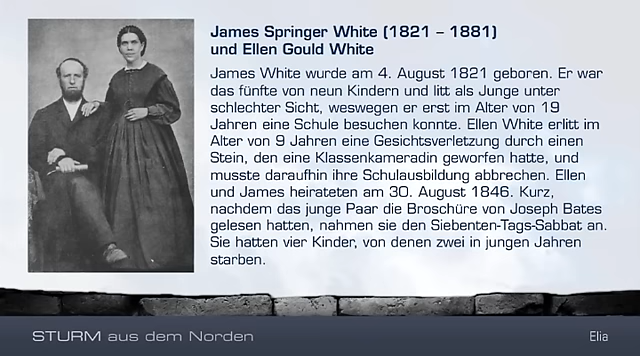 James Springer White (1821 – 1881)
und Ellen Gould White
James White wurde am 4. August 1821 geboren. Er war
das fünfte von neun Kindern und litt als Junge unter
schlechter Sicht, weswegen er erst im Alter von 19
Jahren eine Schule besuchen konnte. Ellen White erlitt im
Alter von 9 Jahren eine Gesichtsverletzung durch einen
Stein, den eine Klassenkameradin geworfen hatte, und
musste daraufhin ihre Schulausbildung abbrechen. Ellen
und James heirateten am 30. August 1846. Kurz,
nachdem das junge Paar die Broschüre von Joseph Bates
gelesen hatten, nahmen sie den Siebenten-Tags-Sabbat an.
Sie hatten vier Kinder, von denen zwei in jungen Jahren
starben.
STURM aus dem Norden
Elia